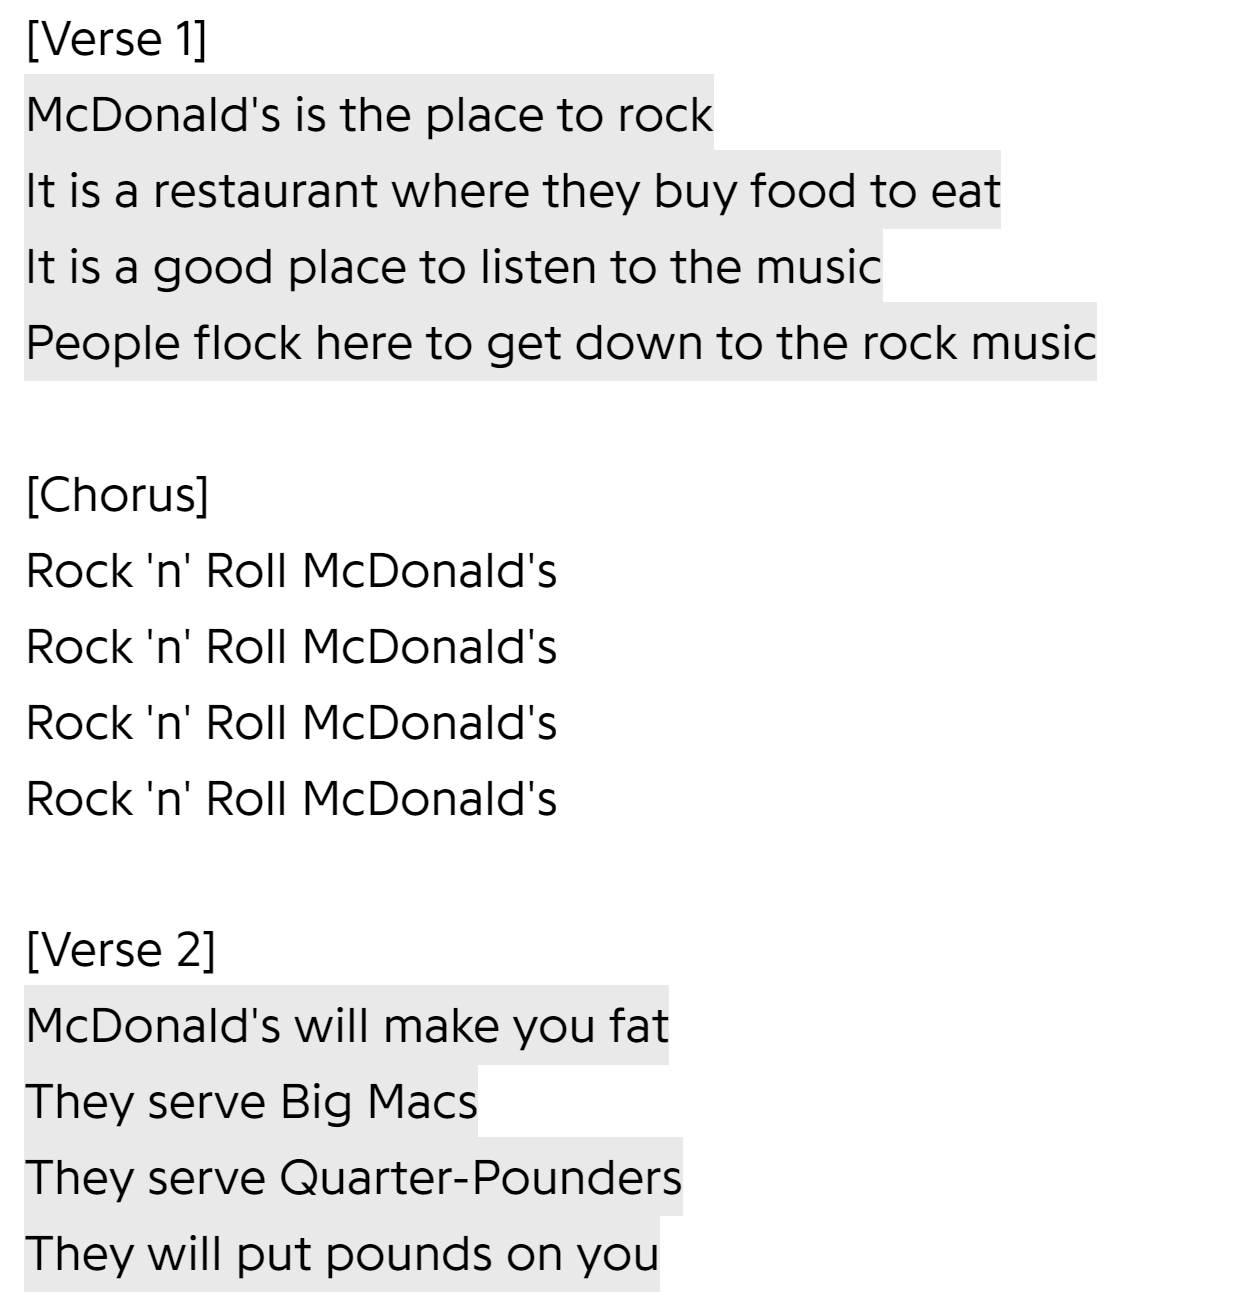 [Verse 1]
McDonald's is the place to rock
It is a restaurant where they buy food to eat
It is a good place to listen to the music
People flock here to get down to the rock music
[Chorus]
Rock 'n' Roll McDonald's
Rock 'n' Roll McDonald's
Rock 'n' Roll McDonald's
Rock 'n' Roll McDonald's
[Verse 2]
McDonald's will make you fat
They serve Big Macs
They serve Quarter-Pounders
They will put pounds on you